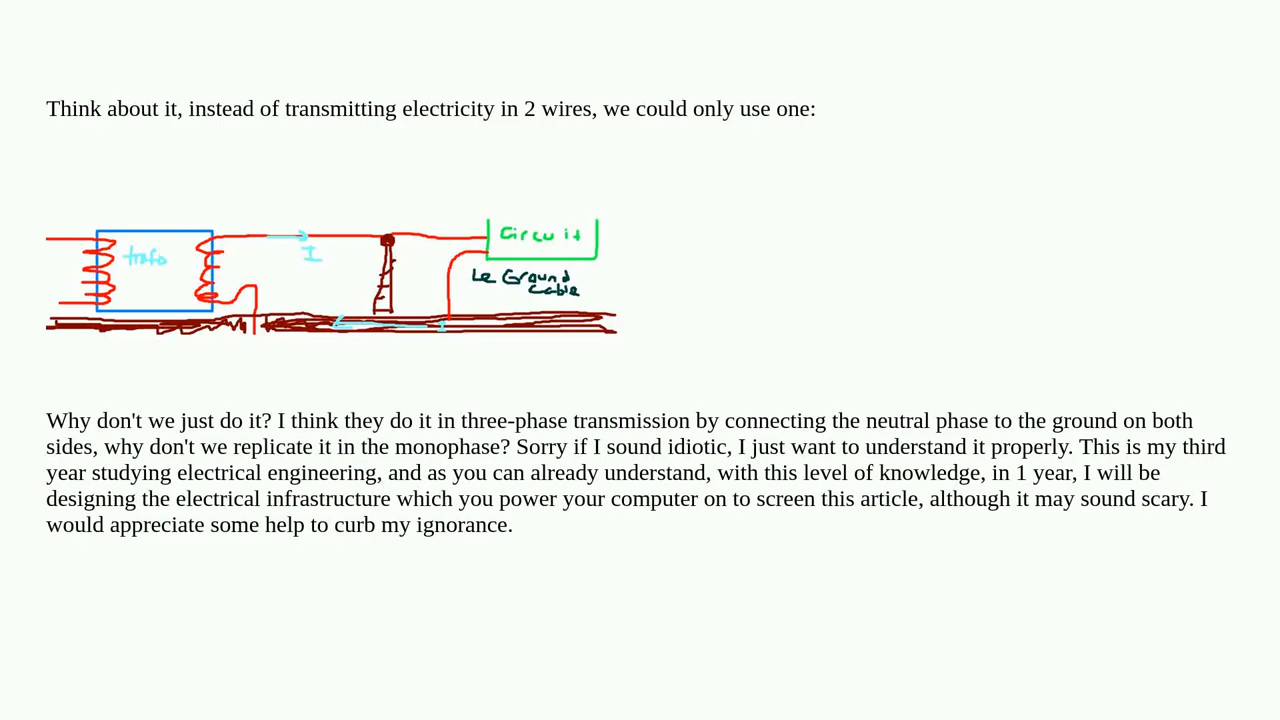 Think about it, instead of transmitting electricity in 2 wires, we could only use one:
trafo
I
Circuit
Le Ground
Cable
I
Why don't we just do it? I think they do it in three-phase transmission by connecting the neutral phase to the ground on both
sides, why don't we replicate it in the monophase? Sorry if I sound idiotic, I just want to understand it properly. This is my third
year studying electrical engineering, and as you can already understand, with this level of knowledge, in 1 year, I will be
designing the electrical infrastructure which you power your computer on to screen this article, although it may sound scary. I
would appreciate some help to curb my ignorance.